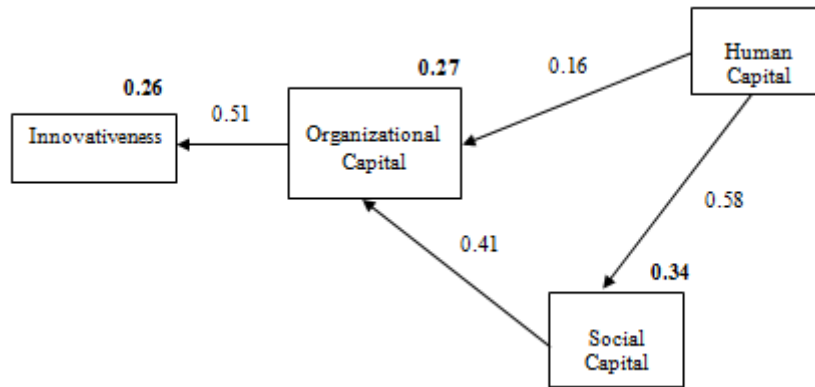 Human
Capital
0.16
0.27
0.26
0.51
Innovativeness
Organizational
Capital
0.58
0.41
0.34
Social
Capital